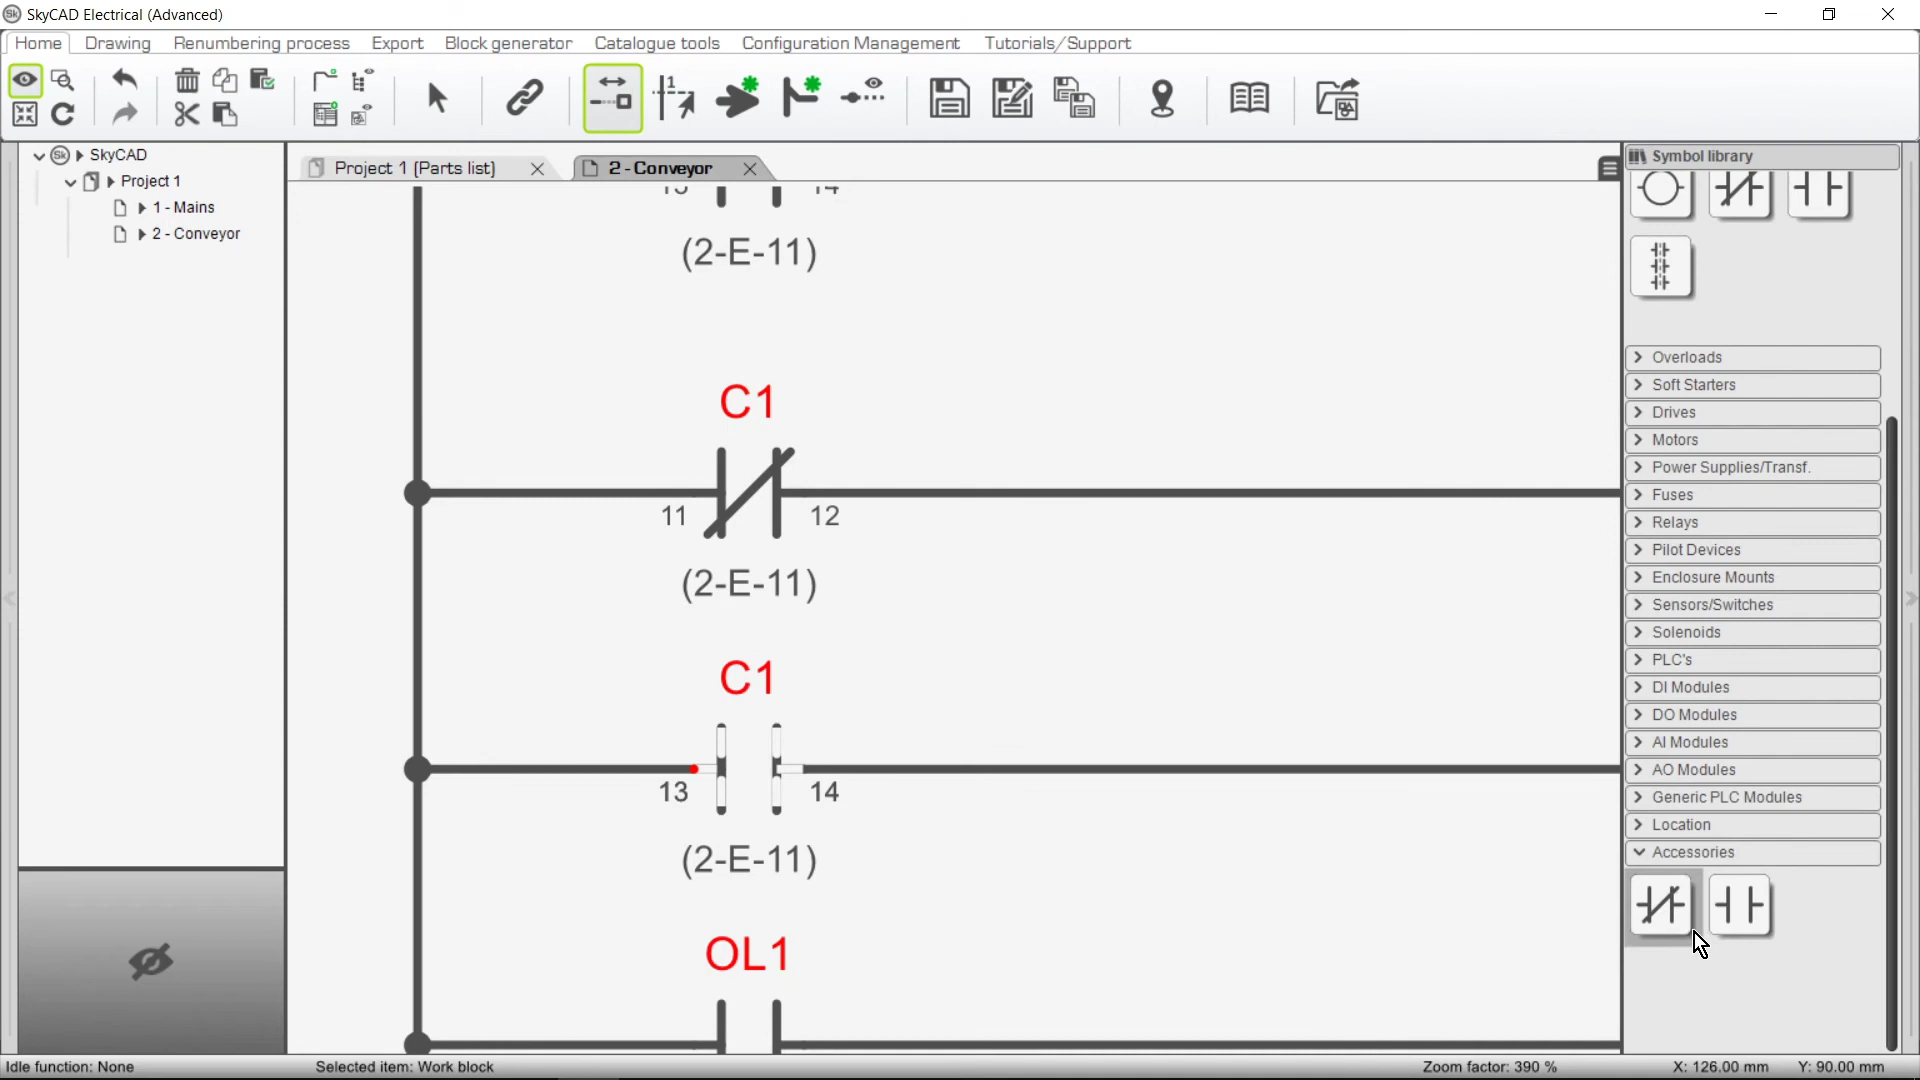 SkyCAD Electrical (Advanced)
Home Drawing Renumbering process Export Block generator Catalogue tools Configuration Management Tutorials/Support
SkyCAD
Project 1
1 - Mains
2 - Conveyor
Project 1 [Parts list]
2 - Conveyor
(2-E-11)
C1
11 12
(2-E-11)
C1
13 14
(2-E-11)
OL1
Symbol library
Overloads
Soft Starters
Drives
Motors
Power Supplies/Transf.
Fuses
Relays
Pilot Devices
Enclosure Mounts
Sensors/Switches
Solenoids
PLC's
DI Modules
DO Modules
AI Modules
AO Modules
Generic PLC Modules
Location
Accessories
Idle function: None
Selected item: Work block
Zoom factor: 390 %
X: 126.00 mm Y: 90.00 mm